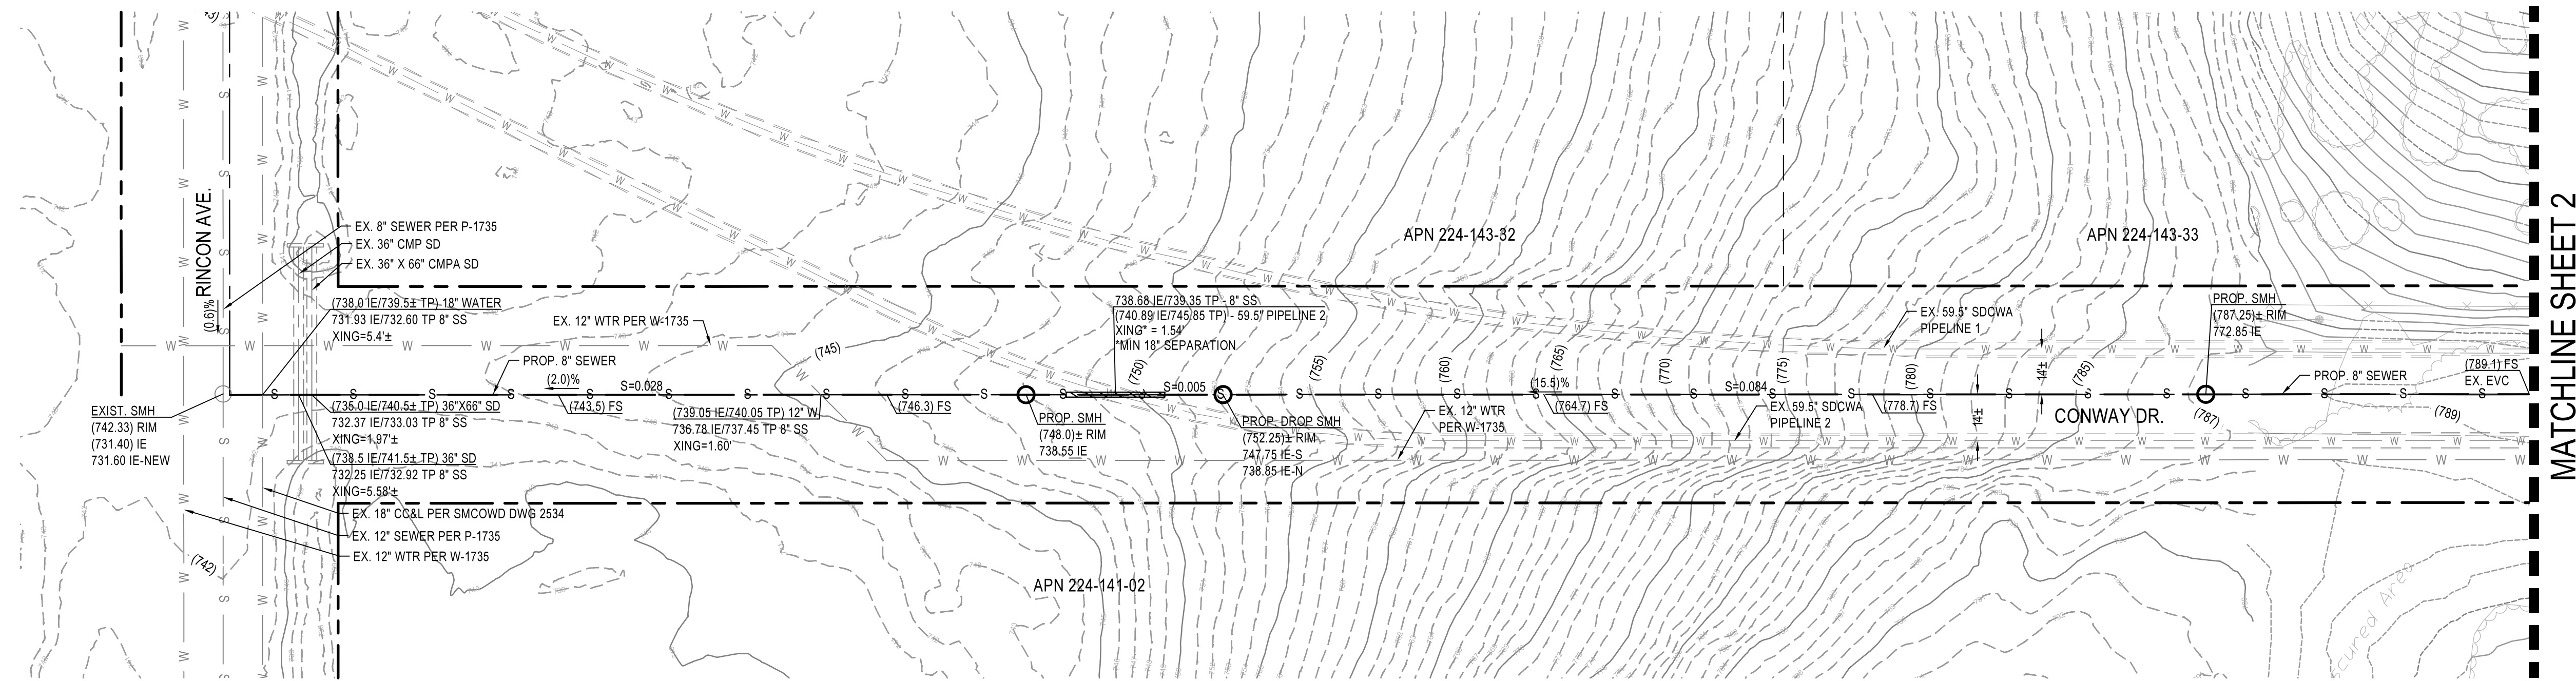 RINCON AVE.
(0.6)%
EX. 8" SEWER PER P-1735
EX. 36" CMP SD
EX. 36" X 66" CMPA SD
(738.0 IE/739.5± TP) 18" WATER
731.93 IE/732.60 TP 8" SS
XING=5.4'±
EX. 12" WTR PER W-1735
PROP. 8" SEWER
(2.0)%
S=0.028
(743.5) FS
(745)
(746.3) FS
EXIST. SMH
(742.33) RIM
(731.40) IE
731.60 IE-NEW
(735.0 IE/740.5± TP) 36"X66" SD
732.37 IE/733.03 TP 8" SS
XING=1.97'±
(738.5 IE/741.5± TP) 36" SD
732.25 IE/732.92 TP 8" SS
XING=5.58'±
EX. 18" CC&L PER SMCOWD DWG 2534
EX. 12" SEWER PER P-1735
EX. 12" WTR PER W-1735
(742)
(739.05 IE/740.05 TP) 12" W
736.78 IE/737.45 TP 8" SS
XING=1.60'
738.68 IE/739.35 TP - 8" SS
(740.89 IE/745.85 TP) - 59.5" PIPELINE 2
XING* = 1.54'
*MIN 18" SEPARATION
(750)
S=0.005
PROP. SMH
(748.0)± RIM
738.55 IE
PROP. DROP SMH
(752.25)± RIM
747.75 IE-S
738.85 IE-N
APN 224-141-02
APN 224-143-32
APN 224-143-33
(755)
(760)
(765)
(15.5)%
(764.7) FS
(770)
S=0.084
(775)
(778.7) FS
(780)
(785)
EX. 12" WTR
PER W-1735
EX. 59.5" SDCWA
PIPELINE 2
EX. 59.5" SDCWA
PIPELINE 1
14'±
14'±
CONWAY DR.
PROP. SMH
(787.25)± RIM
772.85 IE
(787)
PROP. 8" SEWER
(789.1) FS
EX. EVC
(789)
MATCHLINE SHEET 2